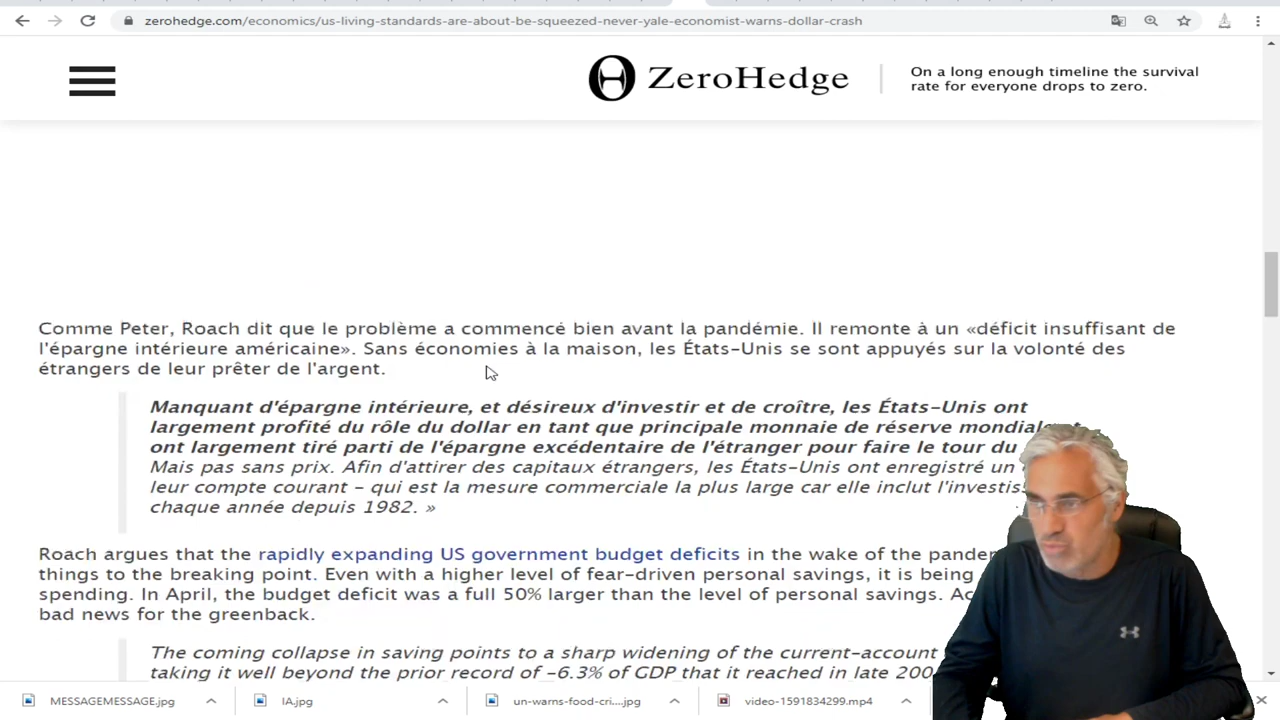 zerohedge.com/economics/us-living-standards-are-about-be-squeezed-never-yale-economist-warns-dollar-crash
ZeroHedge
On a long enough timeline the survival
rate for everyone drops to zero.
Comme Peter, Roach dit que le problème a commencé bien avant la pandémie. Il remonte à un «déficit insuffisant de
l'épargne intérieure américaine». Sans économies à la maison, les États-Unis se sont appuyés sur la volonté des
étrangers de leur prêter de l'argent.
Manquant d'épargne intérieure, et désireux d'investir et de croître, les États-Unis ont
largement profité du rôle du dollar en tant que principale monnaie de réserve
ont largement tiré parti de l'épargne excédentaire de l'étranger pour faire le tour du
Mais pas sans prix. Afin d'attirer des capitaux étrangers, les États-Unis ont enregistré un
leur compte courant - qui est la mesure commerciale la plus large car elle inclut
chaque année depuis 1982. »
Roach argues that the rapidly expanding US government budget deficits in the wake of the
things to the breaking point. Even with a higher level of fear-driven personal savings, it is being
spending. In April, the budget deficit was a full 50% larger than the level of personal savings.
bad news for the greenback.
The coming collapse in saving points to a sharp widening of the current-account
taking it well beyond the prior record of -6.3% of GDP that it reached in late
MESSAGEMESSAGE.jpg
IA.jpg
un-warns-food-cri....jpg
video-1591834299.mp4